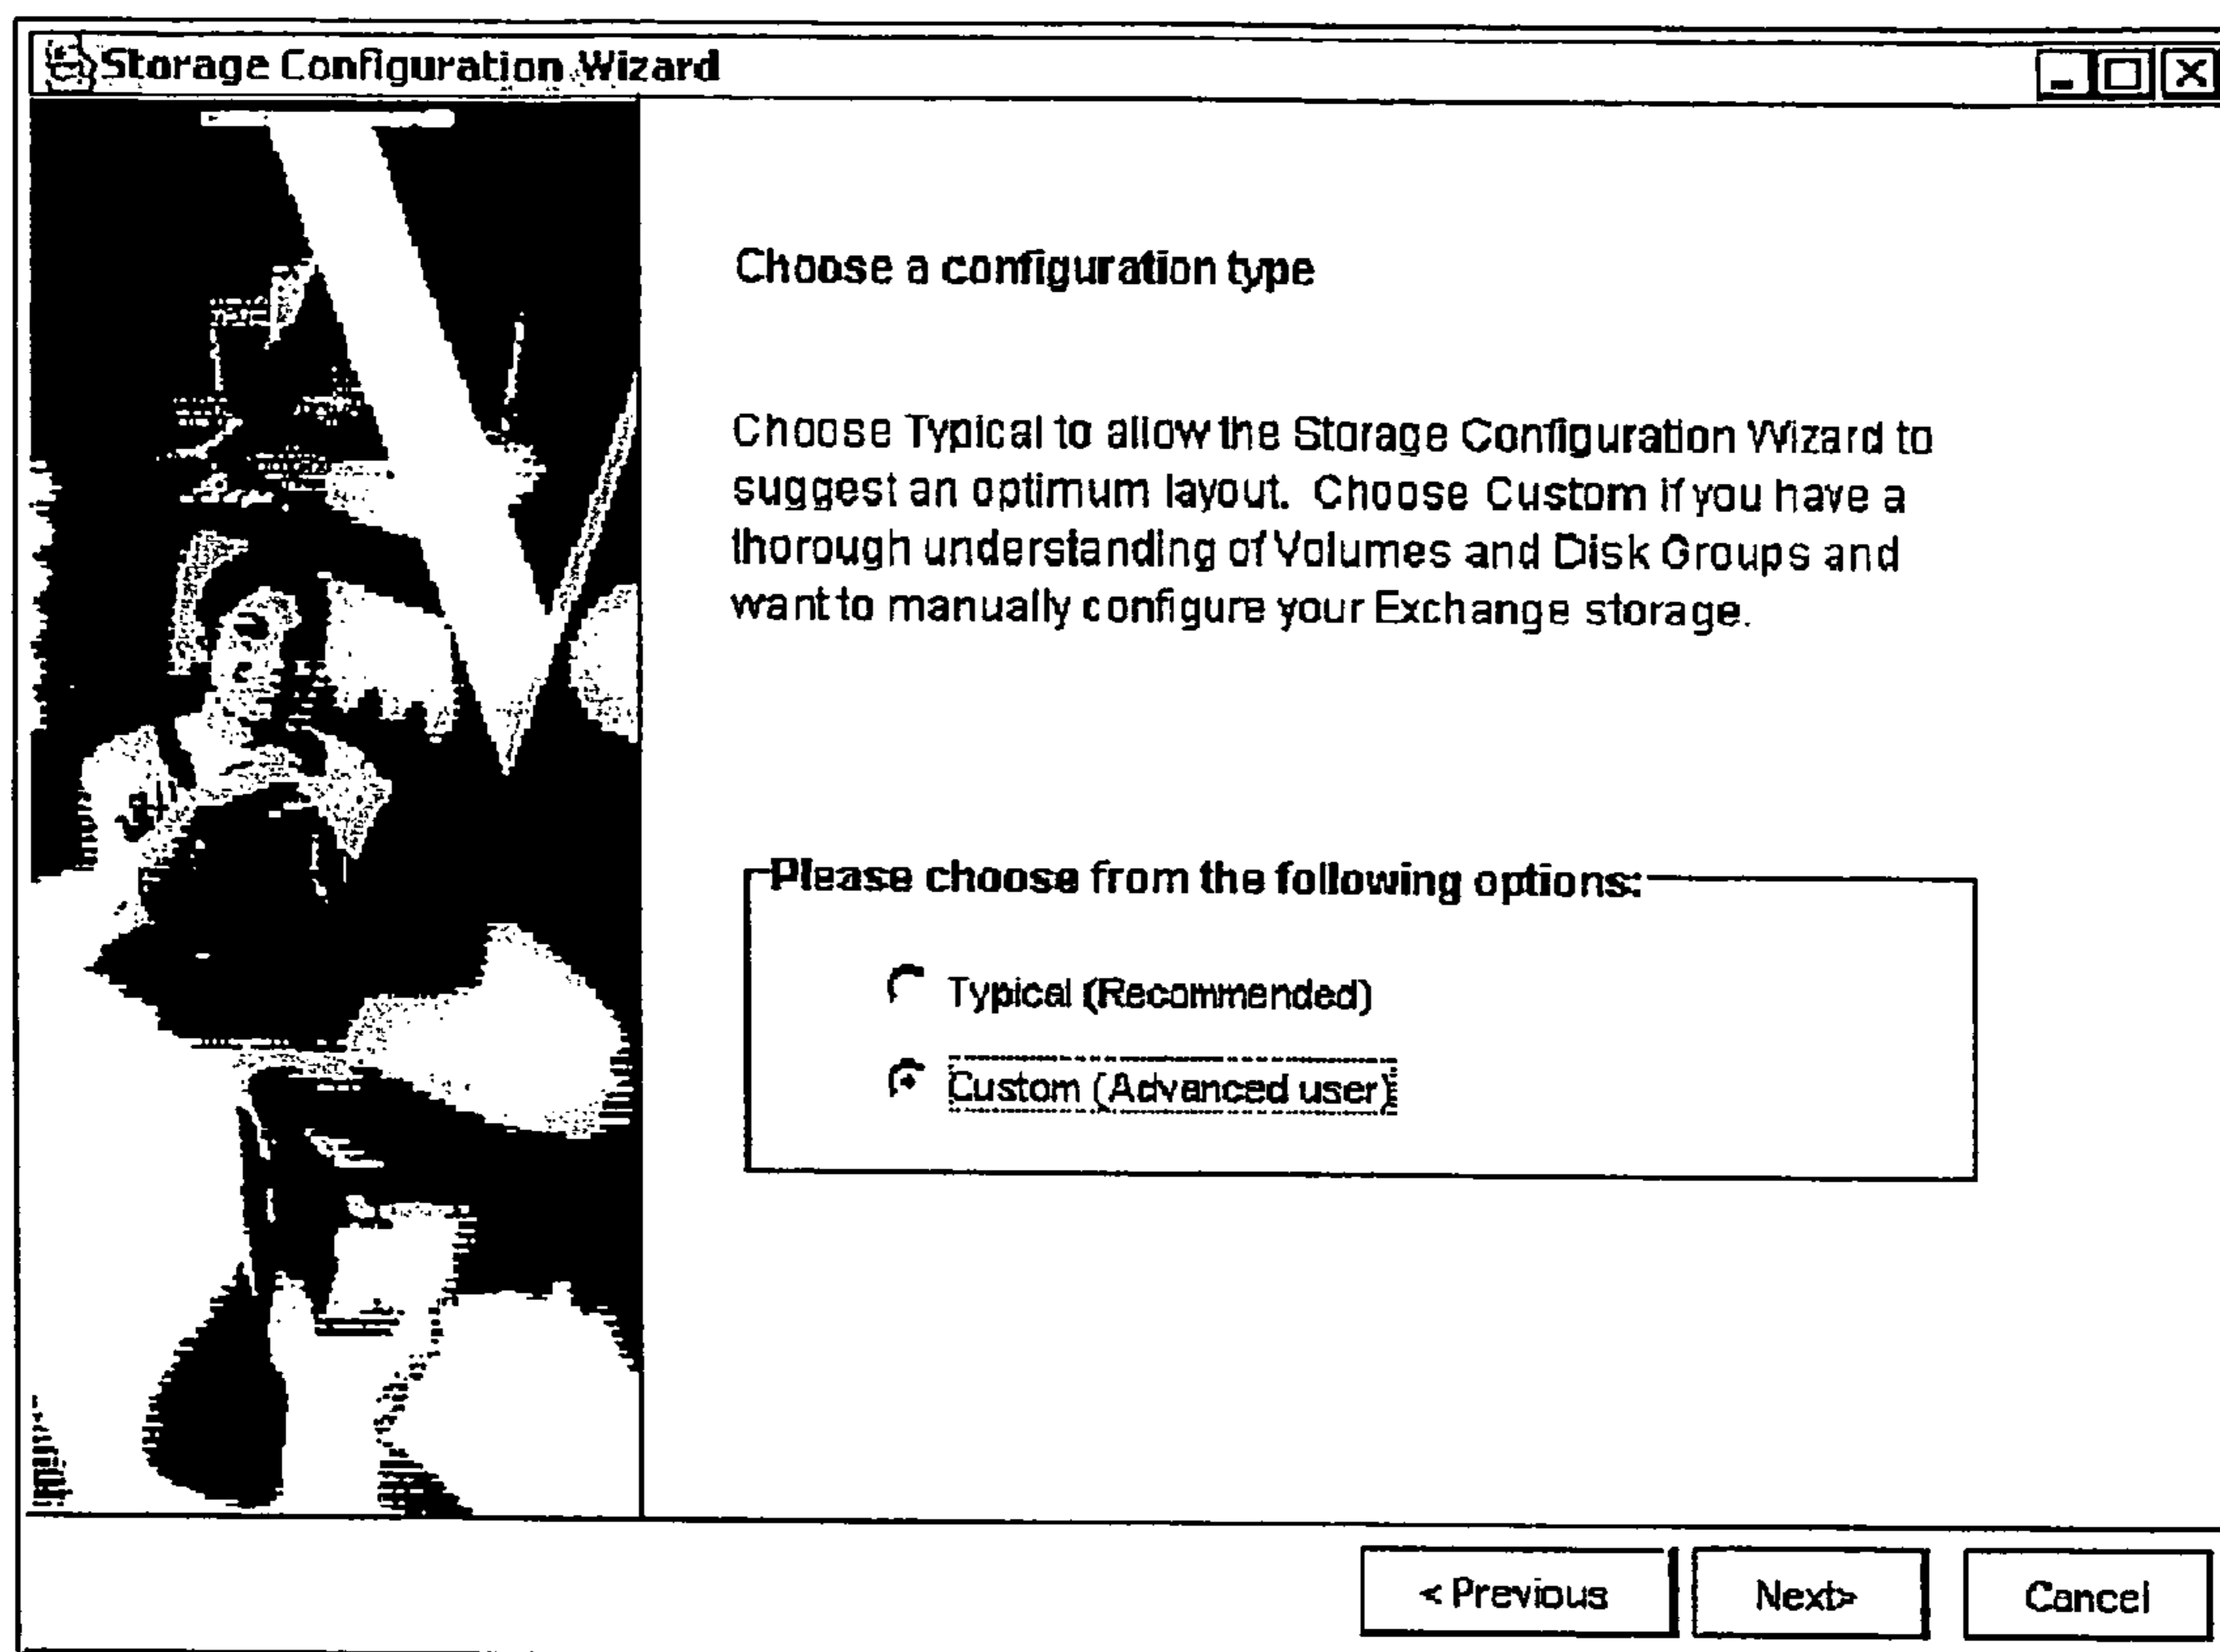 Storage Configuration Wizard
Choose a configuration type
Choose Typical to allow the Storage Configuration Wizard to
suggest an optimum layout. Choose Custom if you have a
thorough understanding of Volumes and Disk Groups and
want to manually configure your Exchange storage.
Please choose from the following options:
Typical (Recommended)
Custom (Advanced user)
< Previous
Next>
Cancel